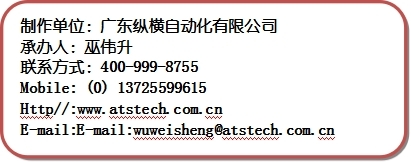 制作单位：广东纵横自动化有限公司
承办人：巫伟升
联系方式：400-999-8755
Mobile：(0) 13725599615
Http//:www.atstech.com.cn
E-mail:E-mail:wuweisheng@atstech.com.cn